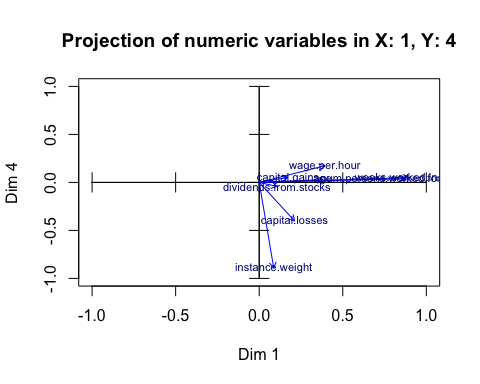 Projection of numeric variables in X: 1, Y: 4
Dim 4
1.0
0.5
0.0
-0.5
-1.0
wage.per.hour
capital.gains
dividends.from.stocks
capital.losses
instance.weight
-1.0 -0.5 0.0 0.5 1.0
Dim 1